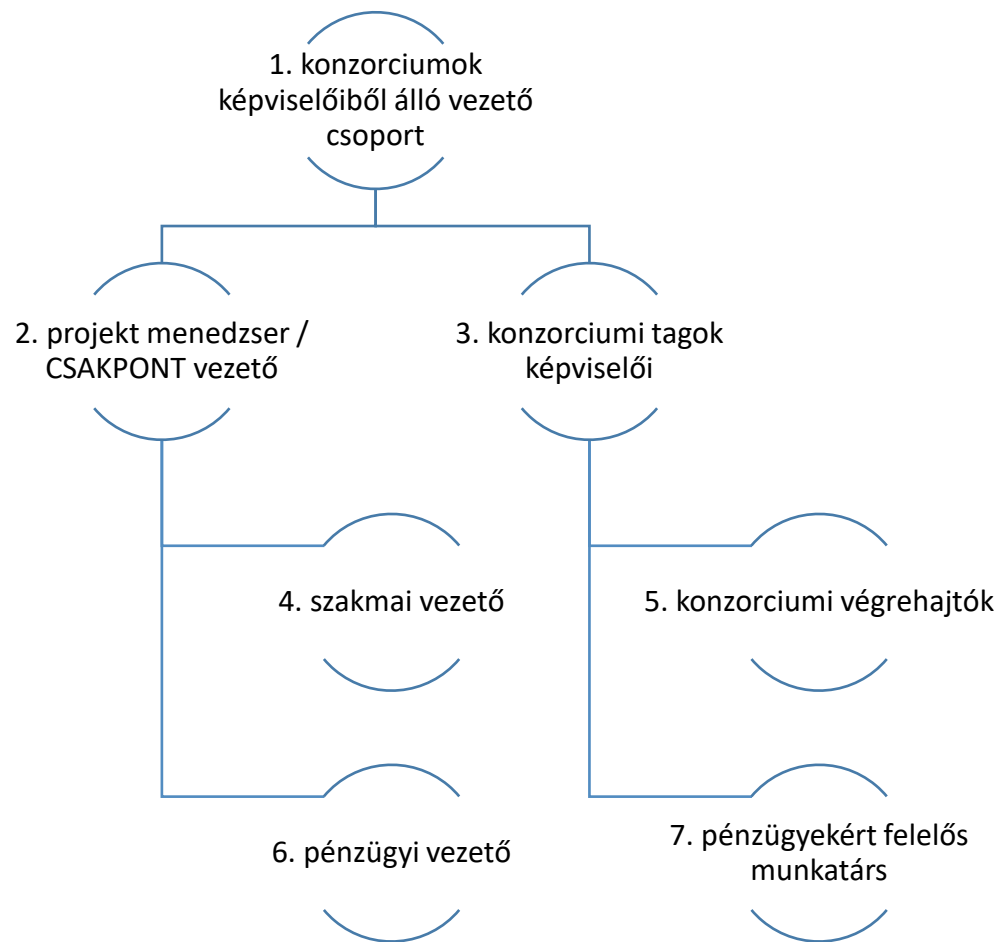 1. konzorciumok
képviselőiből álló vezető
csoport
2. projekt menedzser /
CSAKPONT vezető
3. konzorciumi tagok
képviselői
4. szakmai vezető
5. konzorciumi végrehajtók
6. pénzügyi vezető
7. pénzügyekért felelős
munkatárs